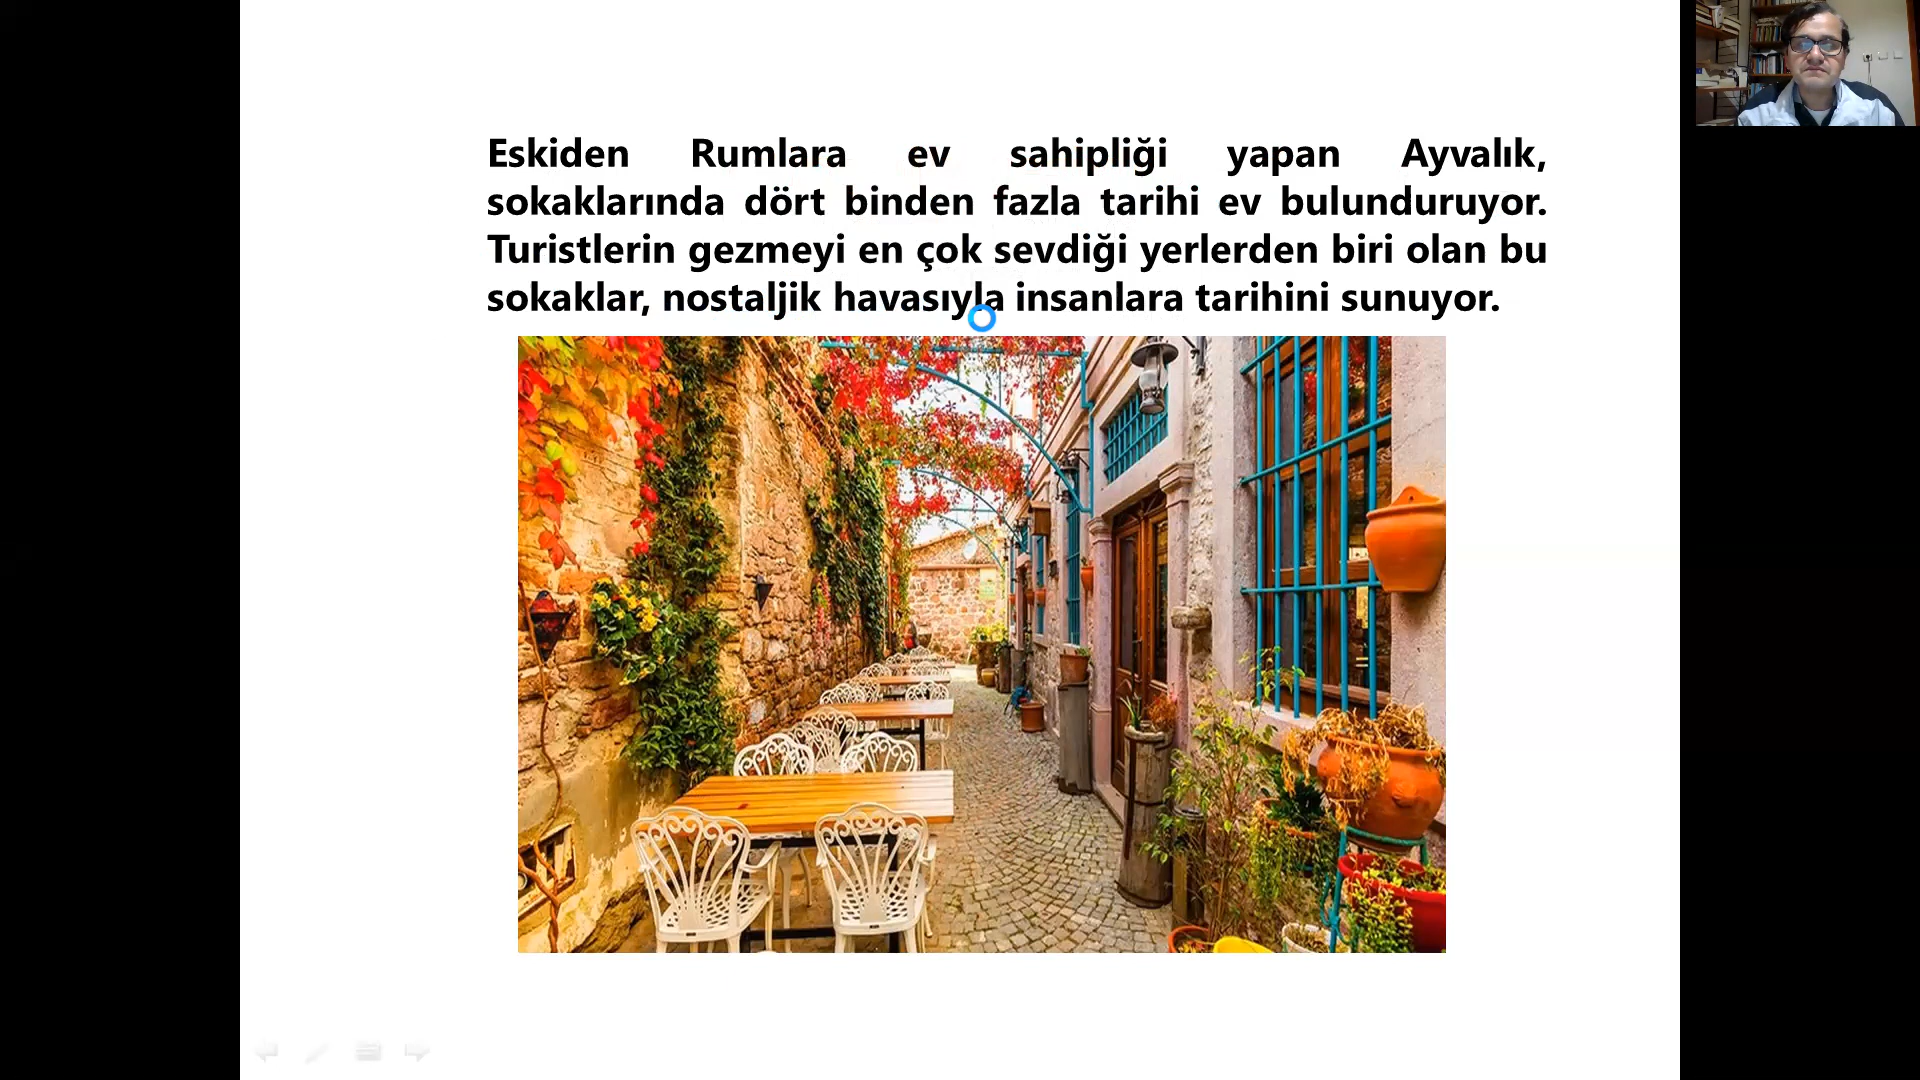 Eskiden Rumlara ev sahipliği yapan Ayvalık,
sokaklarında dört binden fazla tarihi ev bulunduruyor.
Turistlerin gezmeyi en çok sevdiği yerlerden biri olan bu
sokaklar, nostaljik havasıyla insanlara tarihini sunuyor.